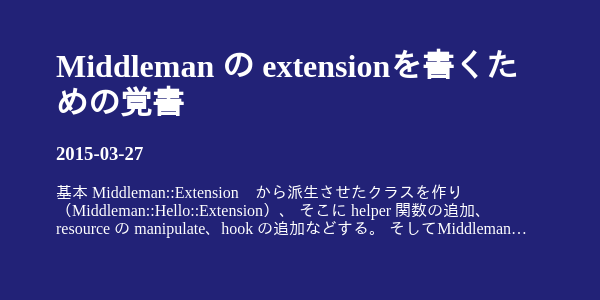 Middleman の extensionを書くた
めの覚書
2015-03-27
基本 Middleman::Extension　から派生させたクラスを作り
（Middleman::Hello::Extension）、 そこに helper 関数の追加、
resource の manipulate、hook の追加などする。 そしてMiddleman…